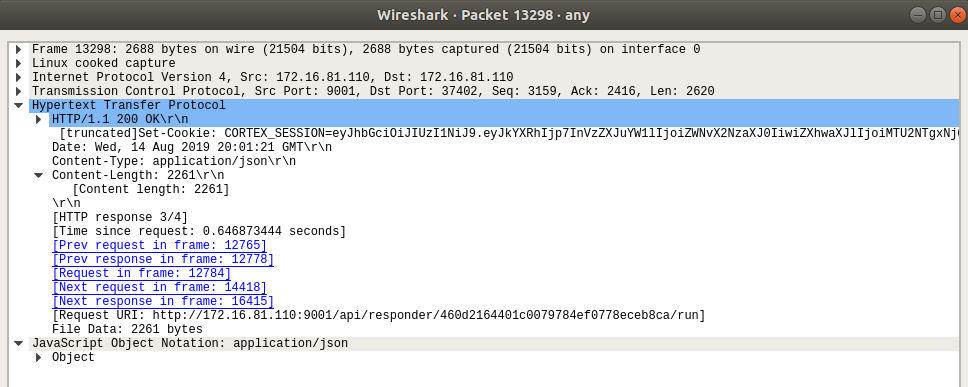 Wireshark · Packet 13298 · any
Frame 13298: 2688 bytes on wire (21504 bits), 2688 bytes captured (21504 bits) on interface 0
Linux cooked capture
Internet Protocol Version 4, Src: 172.16.81.110, Dst: 172.16.81.110
Transmission Control Protocol, Src Port: 9001, Dst Port: 37402, Seq: 3159, Ack: 2416, Len: 2620
Hypertext Transfer Protocol
HTTP/1.1 200 OK\r\n
[truncated]Set-Cookie: CORTEX_SESSION=eyJhbGciOiJIUzI1NiJ9.eyJkYXRhIjp7InVzZXJuYW1lIjoiZWNvX2NzaXJ0IiwiZXhwaXJlIjoiMTU2NTgxNj
Date: Wed, 14 Aug 2019 20:01:21 GMT\r\n
Content-Type: application/json\r\n
Content-Length: 2261\r\n
[Content length: 2261]
\r\n
[HTTP response 3/4]
[Time since request: 0.646873444 seconds]
[Prev request in frame: 12765]
[Prev response in frame: 12778]
[Request in frame: 12784]
[Next request in frame: 14418]
[Next response in frame: 16415]
[Request URI: http://172.16.81.110:9001/api/responder/460d2164401c0079784ef0778eceb8ca/run]
File Data: 2261 bytes
JavaScript Object Notation: application/json
Object